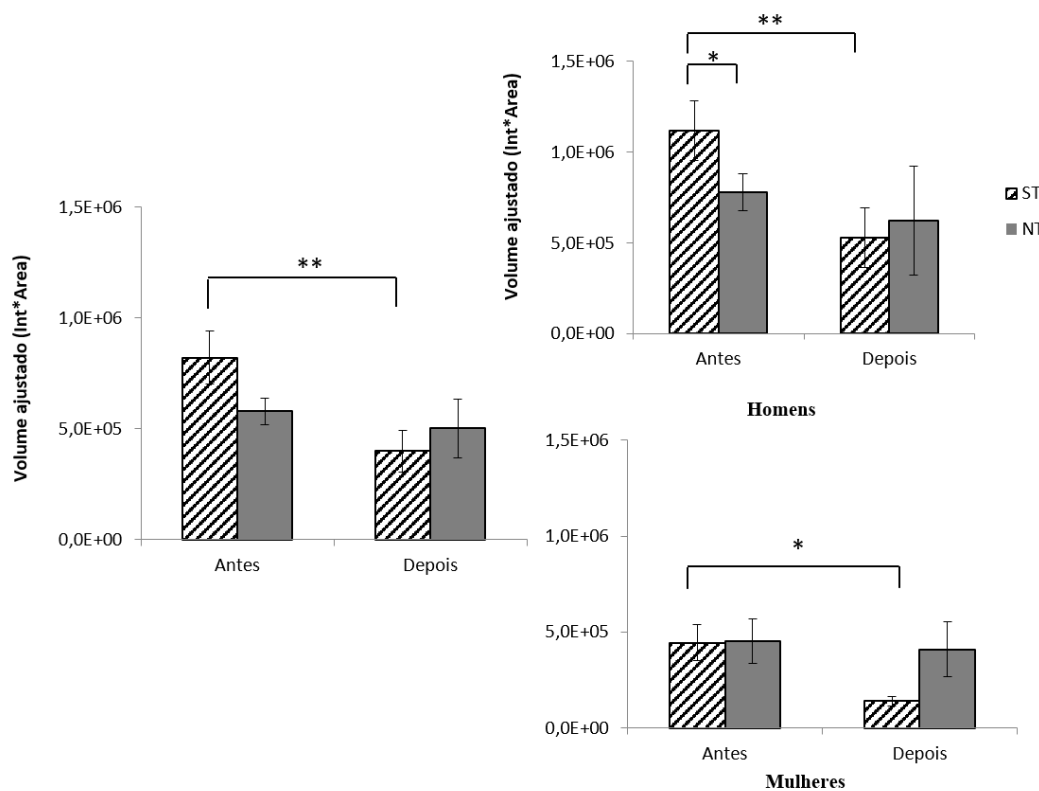 Volume ajustado (Int*Area)
1,5E+06
1,0E+06
5,0E+05
0,0E+00
**
Antes
Depois
Volume ajustado (Int*Area)
1,5E+06
1,0E+06
5,0E+05
0,0E+00
**
*
Antes
Depois
Homens
ST
NT
1,5E+06
1,0E+06
5,0E+05
0,0E+00
*
Antes
Depois
Mulheres